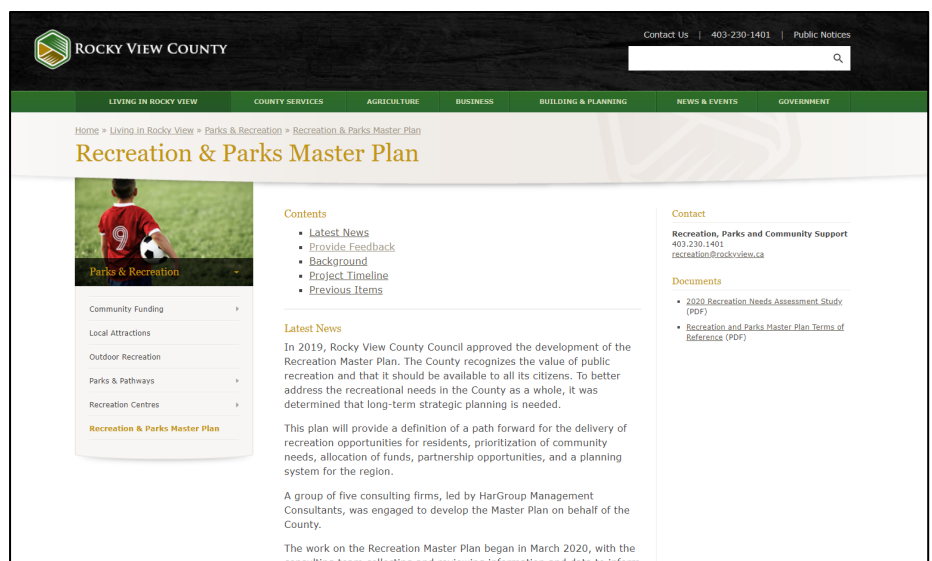 Contact Us | 403-230-1401 | Public Notices
ROCKY VIEW COUNTY
LIVING IN ROCKY VIEW COUNTY SERVICES AGRICULTURE BUSINESS BUILDING & PLANNING NEWS & EVENTS GOVERNMENT
Home » Living in Rocky View » Parks & Recreation » Recreation & Parks Master Plan
Recreation & Parks Master Plan
9
Parks & Recreation
Community Funding
Local Attractions
Outdoor Recreation
Parks & Pathways
Recreation Centres
Recreation & Parks Master Plan
Contents
Latest News
Provide Feedback
Background
Project Timeline
Previous Items
Latest News
In 2019, Rocky View County Council approved the development of the
Recreation Master Plan. The County recognizes the value of public
recreation and that it should be available to all its citizens. To better
address the recreational needs in the County as a whole, it was
determined that long-term strategic planning is needed.
This plan will provide a definition of a path forward for the delivery of
recreation opportunities for residents, prioritization of community
needs, allocation of funds, partnership opportunities, and a planning
system for the region.
A group of five consulting firms, led by HarGroup Management
Consultants, was engaged to develop the Master Plan on behalf of the
County.
The work on the Recreation Master Plan began in March 2020, with the
Contact
Recreation, Parks and Community Support
403.230.1401
recreation@rockyview.ca
Documents
2020 Recreation Needs Assessment Study
(PDF)
Recreation and Parks Master Plan Terms of
Reference (PDF)